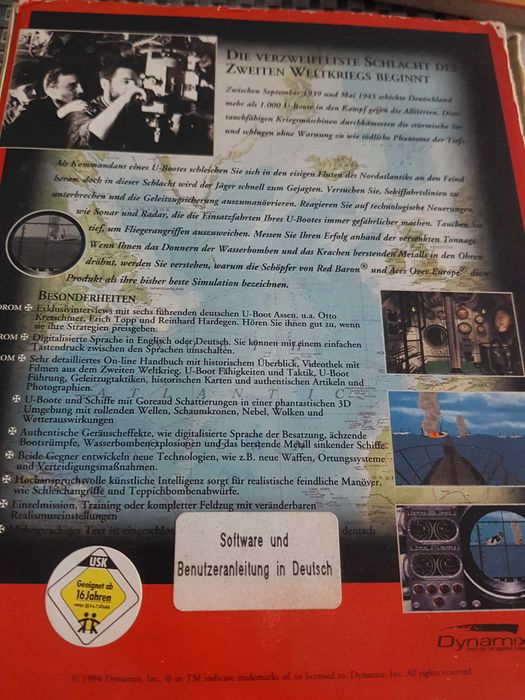 DIE VERZWEIFELTSTE SCHLACHT DES
ZWEITEN WELTKRIEGS BEGINNT
Zwischen September 1939 und Mai 1945 schickte Deutschland
mehr als 1.000 U-Boote in den Kampf gegen die Alliierten. Diese
tauchfähigen Kriegsmaschinen durchkämmten die stürmische See
und schlugen ohne Warnung zu wie tödliche Phantome der Tiefe.
Als Kommandant eines U-Bootes schleichen Sie sich in den eisigen Fluten des Nordatlantiks an den Feind
heran, doch in dieser Schlacht wird der Jäger schnell zum Gejagten. Versuchen Sie, Schiffahrtslinien zu
unterbrechen und die Geleitzugsicherung auszumanövrieren. Reagieren Sie auf technologische Neuerungen,
wie Sonar und Radar, die die Einsatzfahrten Ihres U-Bootes immer gefährlicher machen. Tauchen Sie
tief, um Fliegerangriffen auszuweichen. Messen Sie Ihren Erfolg anhand der versenkten Tonnage.
Wenn Ihnen das Donnern der Wasserbomben und das Krachen berstenden Metalls in den Ohren
dröhnt, werden Sie verstehen, warum die Schöpfer von Red Baron® und Aces Over Europe® diese
Produkt als ihre bisher beste Simulation bezeichnen.
BESONDERHEITEN
DROM ✠ Exklusivinterviews mit sechs führenden deutschen U-Boot Assen, u.a. Otto
Kretschmer, Erich Topp und Reinhard Hardegen. Hören Sie ihnen gut zu, wenn
sie ihre Strategien preisgeben.
ROM ✠ Digitalisierte Sprache in Englisch oder Deutsch. Sie können mit einem einfachen
Tastendruck zwischen den Sprachen umschalten.
OM ✠ Sehr detailliertes On-line Handbuch mit historischem Überblick, Videothek mit
Filmen aus dem Zweiten Weltkrieg, U-Boot Fähigkeiten und Taktik, U-Boot
Führung, Geleitzugtaktiken, historischen Karten und authentischen Artikeln und
Photographien.
TLANTIC
✠ U-Boote und Schiffe mit Goreaud Schattierungen in einer phantastischen 3D
Umgebung mit rollenden Wellen, Schaumkronen, Nebel, Wolken und
Wetterauswirkungen
✠ Authentische Geräuscheffekte, wie digitalisierte Sprache der Besatzung, ächzende
Bootsrümpfe, Wasserbombenexplosionen und das berstende Metall sinkender Schiffe
✠ Beide Gegner entwickeln neue Technologien, wie z.B. neue Waffen, Ortungssysteme
und Verteidigungsmaßnahmen.
✠ Hochanspruchsvolle künstliche Intelligenz sorgt für realistische feindliche Manöver,
wie Schleichangriffe und Teppichbombenabwürfe.
✠ Einzelmission, Training oder kompletter Feldzug mit veränderbaren
Realismuseinstellungen
✠ Mehrsprachiger Text ist eingeschlos deutsch
Software und
Benutzeranleitung in Deutsch
USK
Geeignet ab
16 Jahren
Dynamix
© 1994 Dynamix, Inc. ® or TM indicate trademarks of, or licensed to, Dynamix, Inc. All rights reserved.